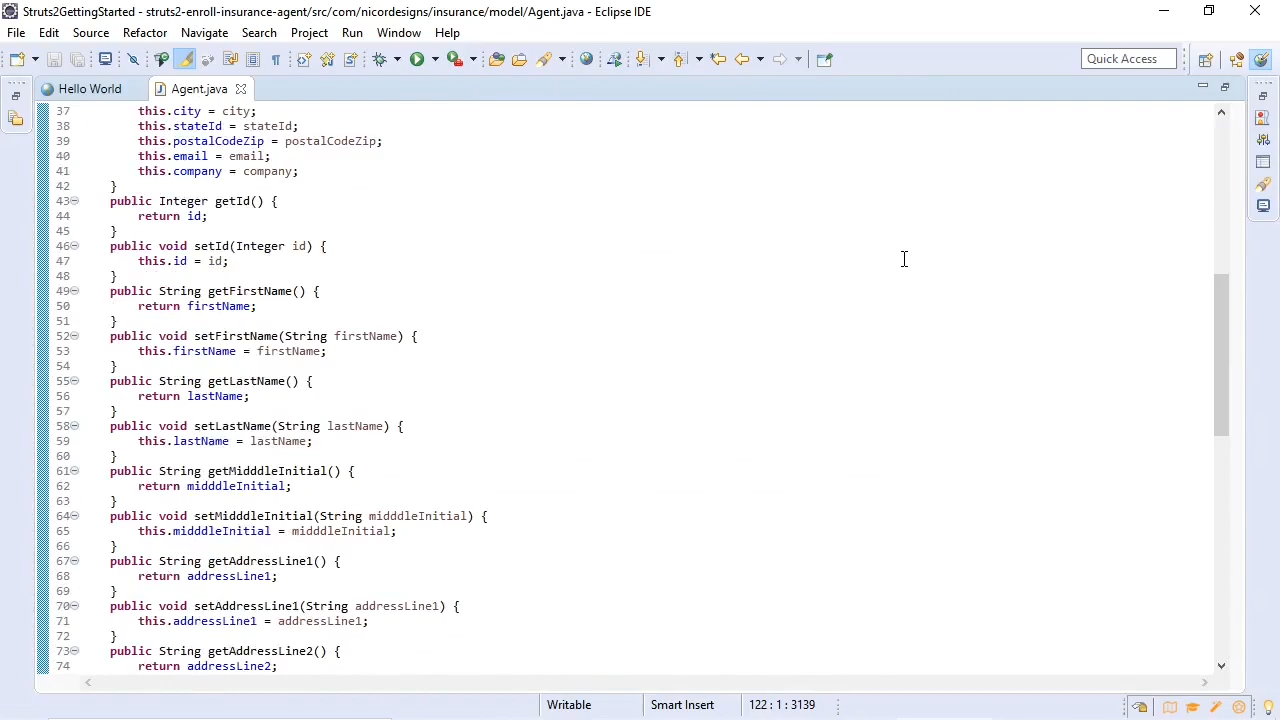 Struts2GettingStarted - struts2-enroll-insurance-agent/src/com/nicordesigns/insurance/model/Agent.java - Eclipse IDE
File Edit Source Refactor Navigate Search Project Run Window Help
Quick Access
Hello World Agent.java
37 this.city = city;
38 this.stateId = stateId;
39 this.postalCodeZip = postalCodeZip;
40 this.email = email;
41 this.company = company;
42 }
43 public Integer getId() {
44 return id;
45 }
46 public void setId(Integer id) {
47 this.id = id;
48 }
49 public String getFirstName() {
50 return firstName;
51 }
52 public void setFirstName(String firstName) {
53 this.firstName = firstName;
54 }
55 public String getLastName() {
56 return lastName;
57 }
58 public void setLastName(String lastName) {
59 this.lastName = lastName;
60 }
61 public String getMidddleInitial() {
62 return midddleInitial;
63 }
64 public void setMidddleInitial(String midddleInitial) {
65 this.midddleInitial = midddleInitial;
66 }
67 public String getAddressLine1() {
68 return addressLine1;
69 }
70 public void setAddressLine1(String addressLine1) {
71 this.addressLine1 = addressLine1;
72 }
73 public String getAddressLine2() {
74 return addressLine2;
Writable Smart Insert 122 : 1 : 3139